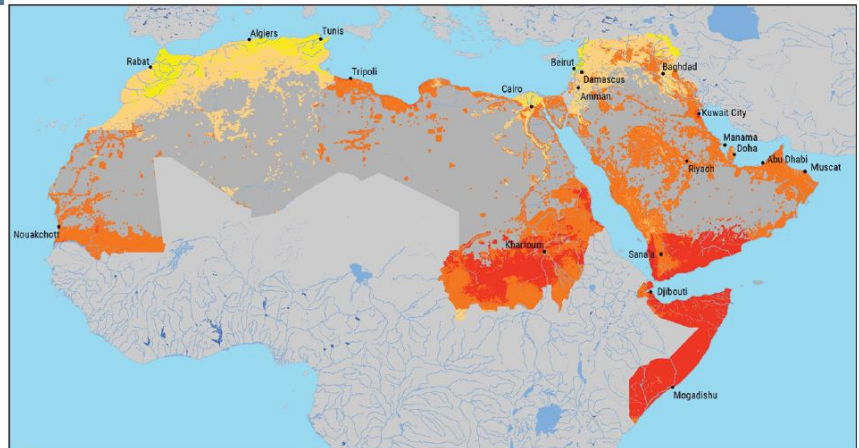 Algiers
Tunis
Rabat
Tripoli
Beirut
Damascus
Baghdad
Cairo
Amman
Kuwait City
Manama
Doha
Abu Dhabi
Riyadh
Muscat
Nouakchott
Khartoum
Sana'a
Djibouti
Mogadishu